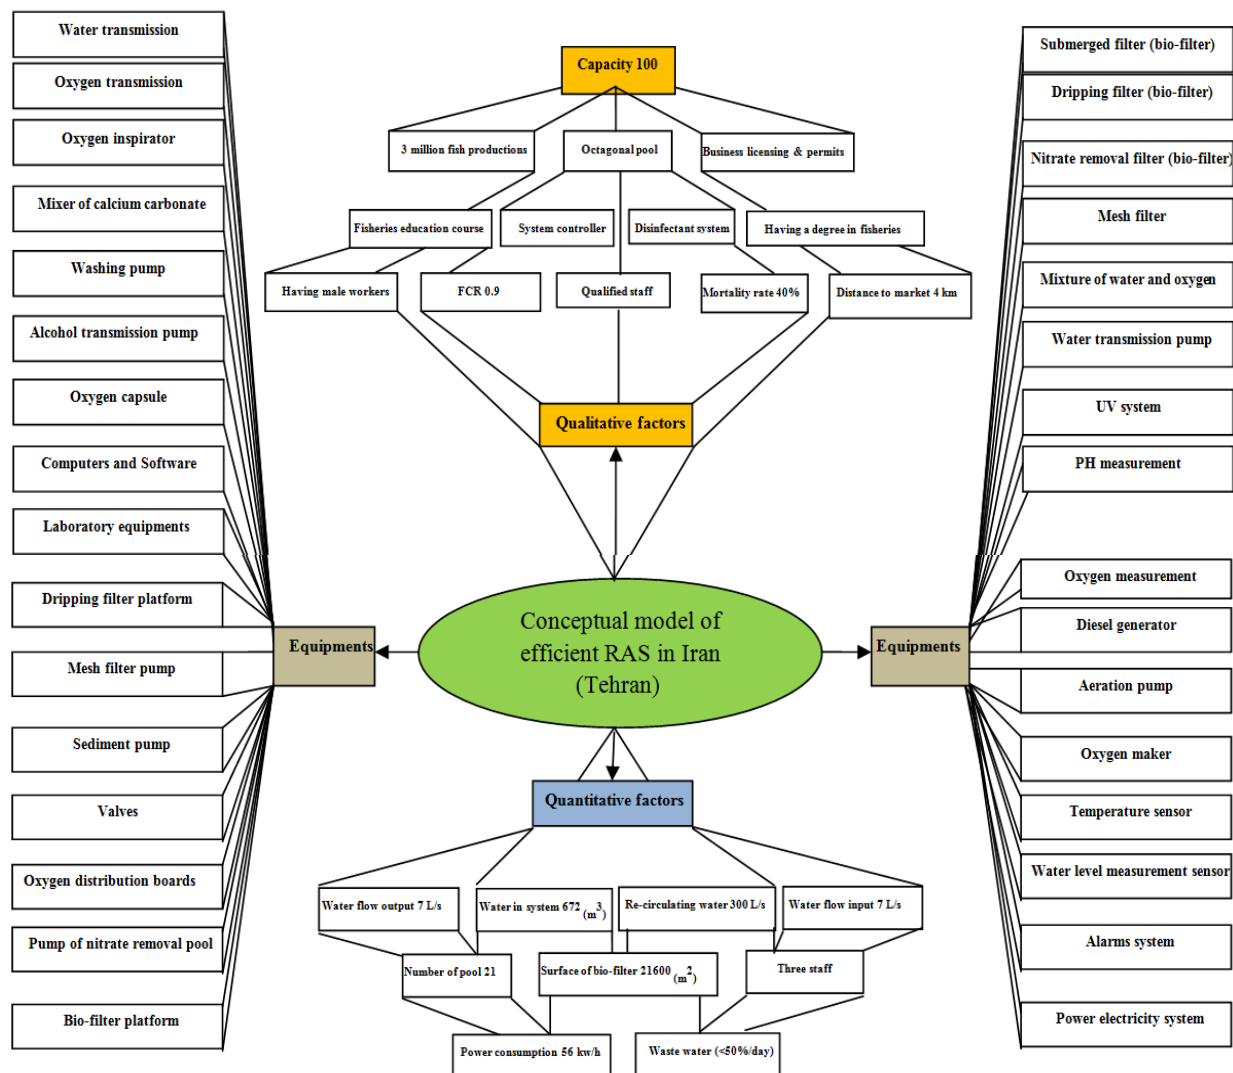 Water transmission
Oxygen transmission
Oxygen inspirator
Mixer of calcium carbonate
Washing pump
Alcohol transmission pump
Oxygen capsule
Computers and Software
Laboratory equipments
Dripping filter platform
Mesh filter pump
Sediment pump
Valves
Oxygen distribution boards
Pump of nitrate removal pool
Bio-filter platform
Equipments
Capacity 100
3 million fish productions
Octagonal pool
Business licensing & permits
Fisheries education course
System controller
Disinfectant system
Having a degree in fisheries
Having male workers
FCR 0.9
Qualified staff
Mortality rate 40%
Distance to market 4 km
Qualitative factors
Conceptual model of
efficient RAS in Iran
(Tehran)
Quantitative factors
Water flow output 7 L/s
Water in system 672 (m3)
Re-circulating water 300 L/s
Water flow input 7 L/s
Number of pool 21
Surface of bio-filter 21600 (m2)
Three staff
Power consumption 56 kw/h
Waste water (<50%/day)
Equipments
Submerged filter (bio-filter)
Dripping filter (bio-filter)
Nitrate removal filter (bio-filter)
Mesh filter
Mixture of water and oxygen
Water transmission pump
UV system
PH measurement
Oxygen measurement
Diesel generator
Aeration pump
Oxygen maker
Temperature sensor
Water level measurement sensor
Alarms system
Power electricity system